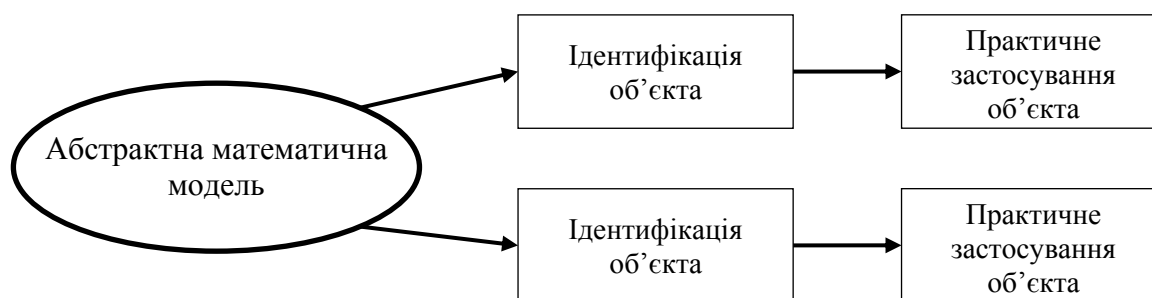 Абстрактна математична
модель
Ідентифікація
об’єкта
Практичне
застосування
об’єкта
Ідентифікація
об’єкта
Практичне
застосування
об’єкта